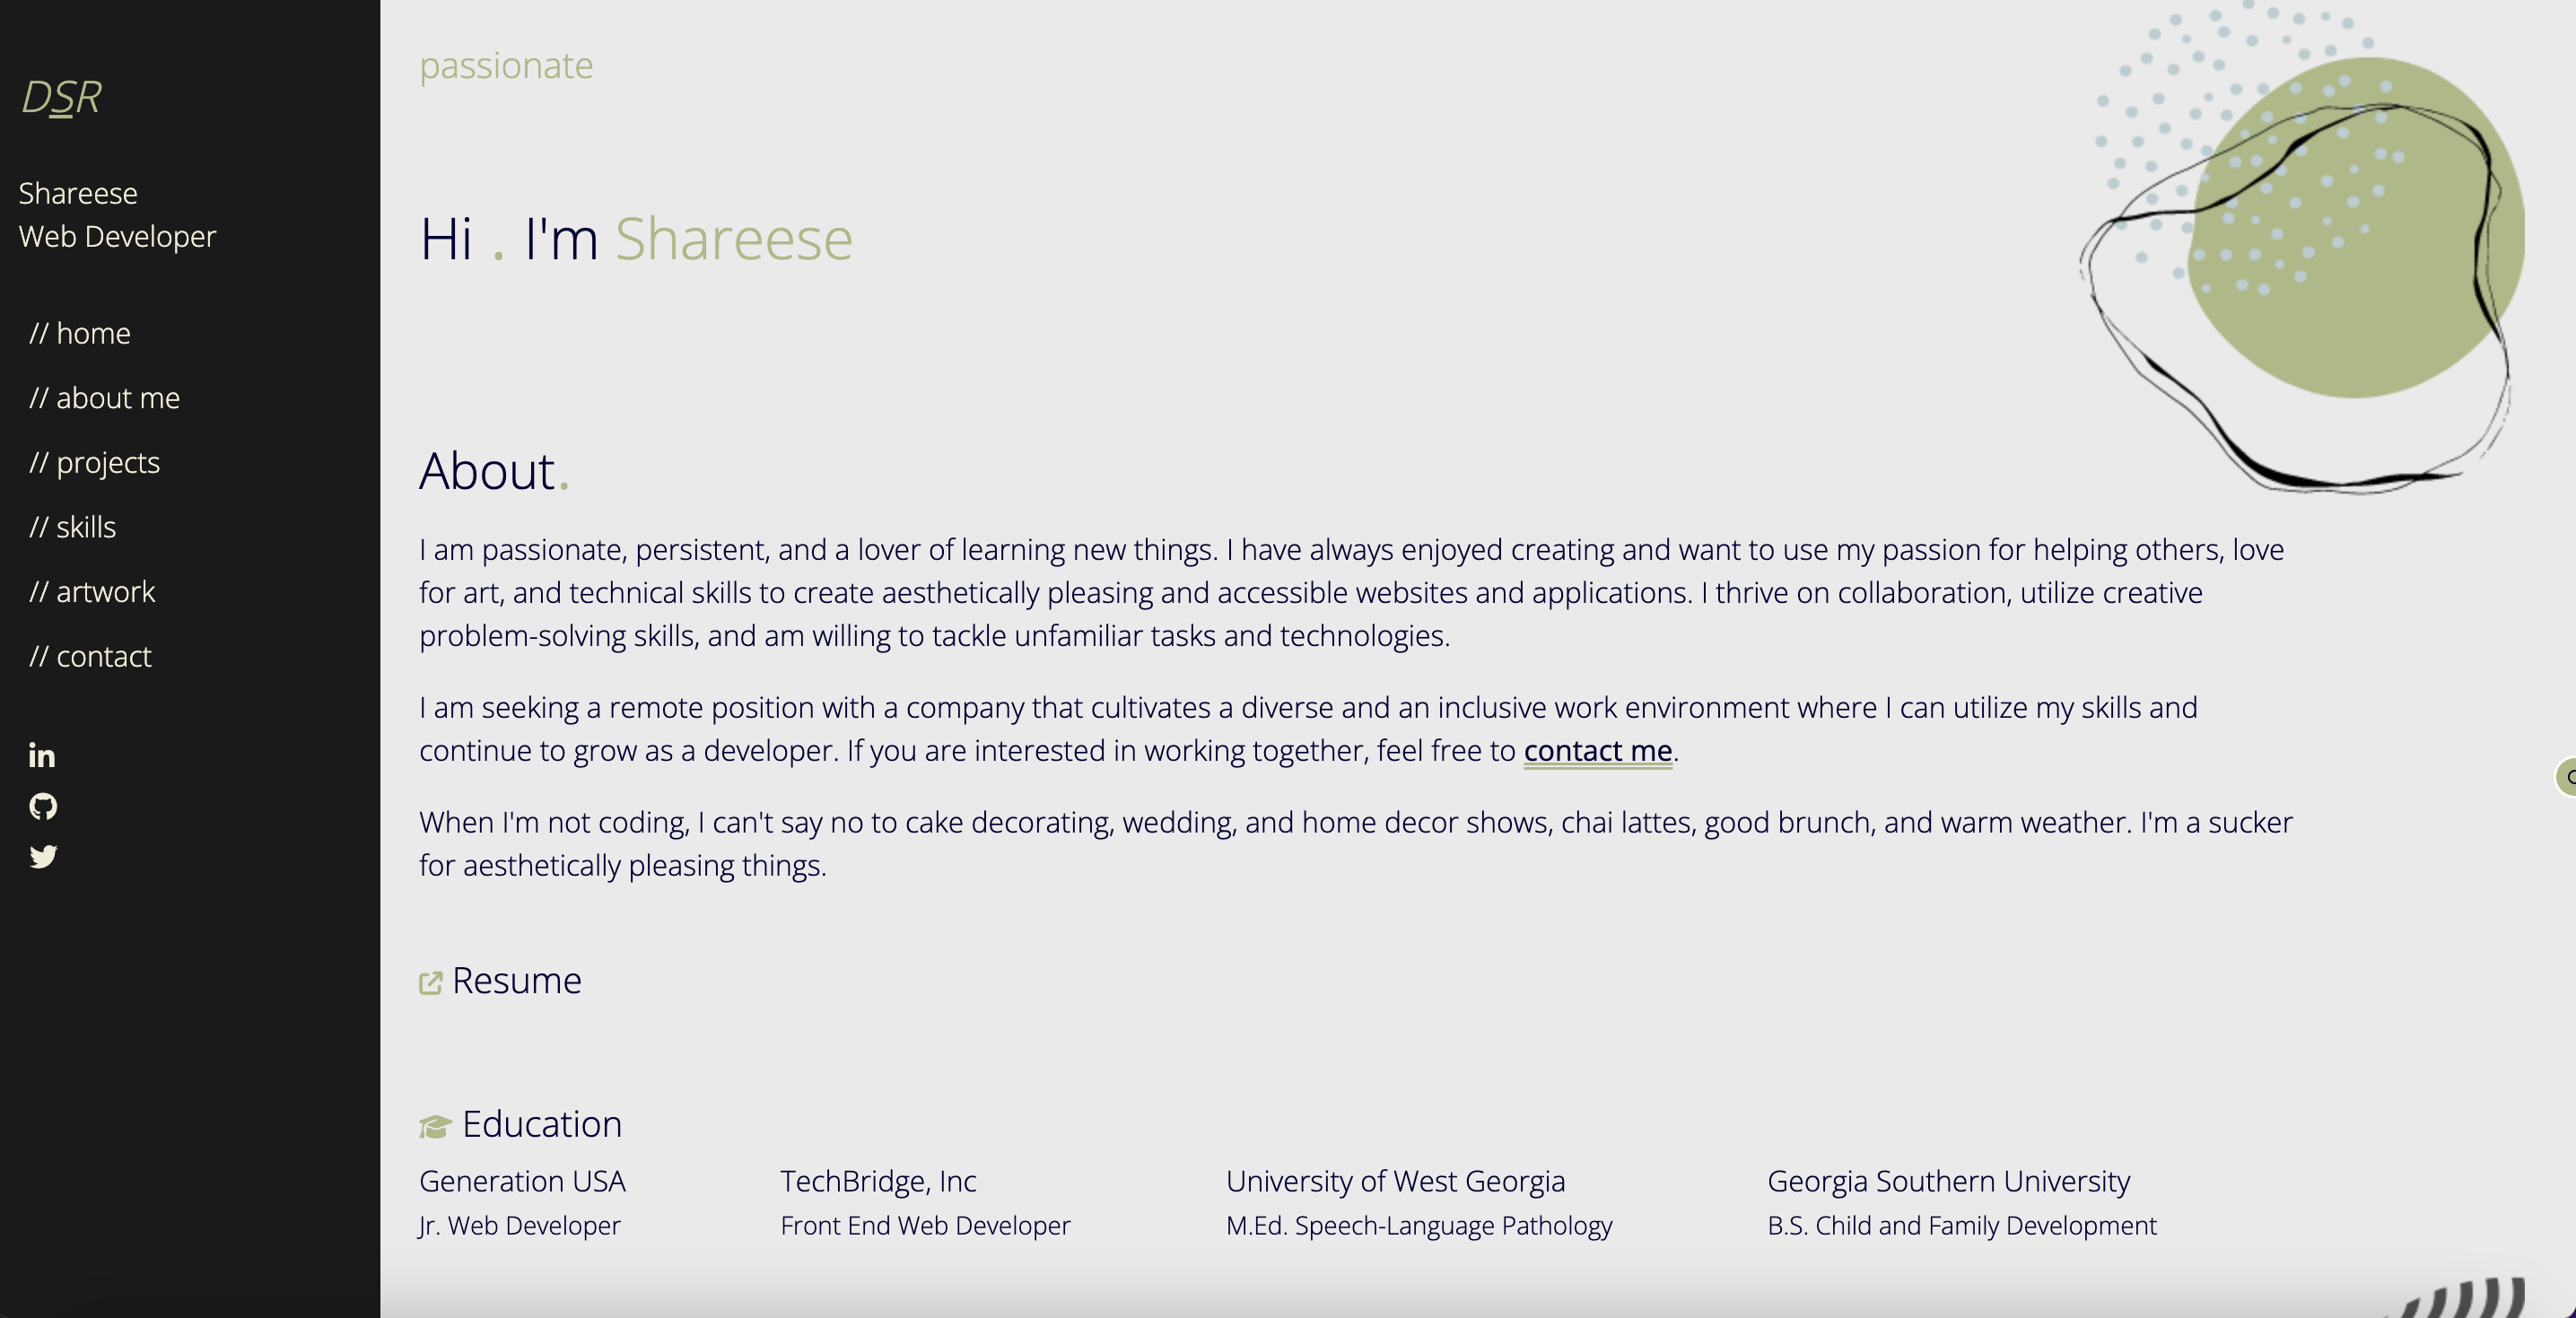 DSR
Shareese
Web Developer
// home
// about me
// projects
// skills
// artwork
// contact
in
passionate
Hi . I'm Shareese
About.
I am passionate, persistent, and a lover of learning new things. I have always enjoyed creating and want to use my passion for helping others, love
for art, and technical skills to create aesthetically pleasing and accessible websites and applications. I thrive on collaboration, utilize creative
problem-solving skills, and am willing to tackle unfamiliar tasks and technologies.
I am seeking a remote position with a company that cultivates a diverse and an inclusive work environment where I can utilize my skills and
continue to grow as a developer. If you are interested in working together, feel free to contact me.
When I'm not coding, I can't say no to cake decorating, wedding, and home decor shows, chai lattes, good brunch, and warm weather. I'm a sucker
for aesthetically pleasing things.
Resume
Education
Generation USA
Jr. Web Developer
TechBridge, Inc
Front End Web Developer
University of West Georgia
M.Ed. Speech-Language Pathology
Georgia Southern University
B.S. Child and Family Development